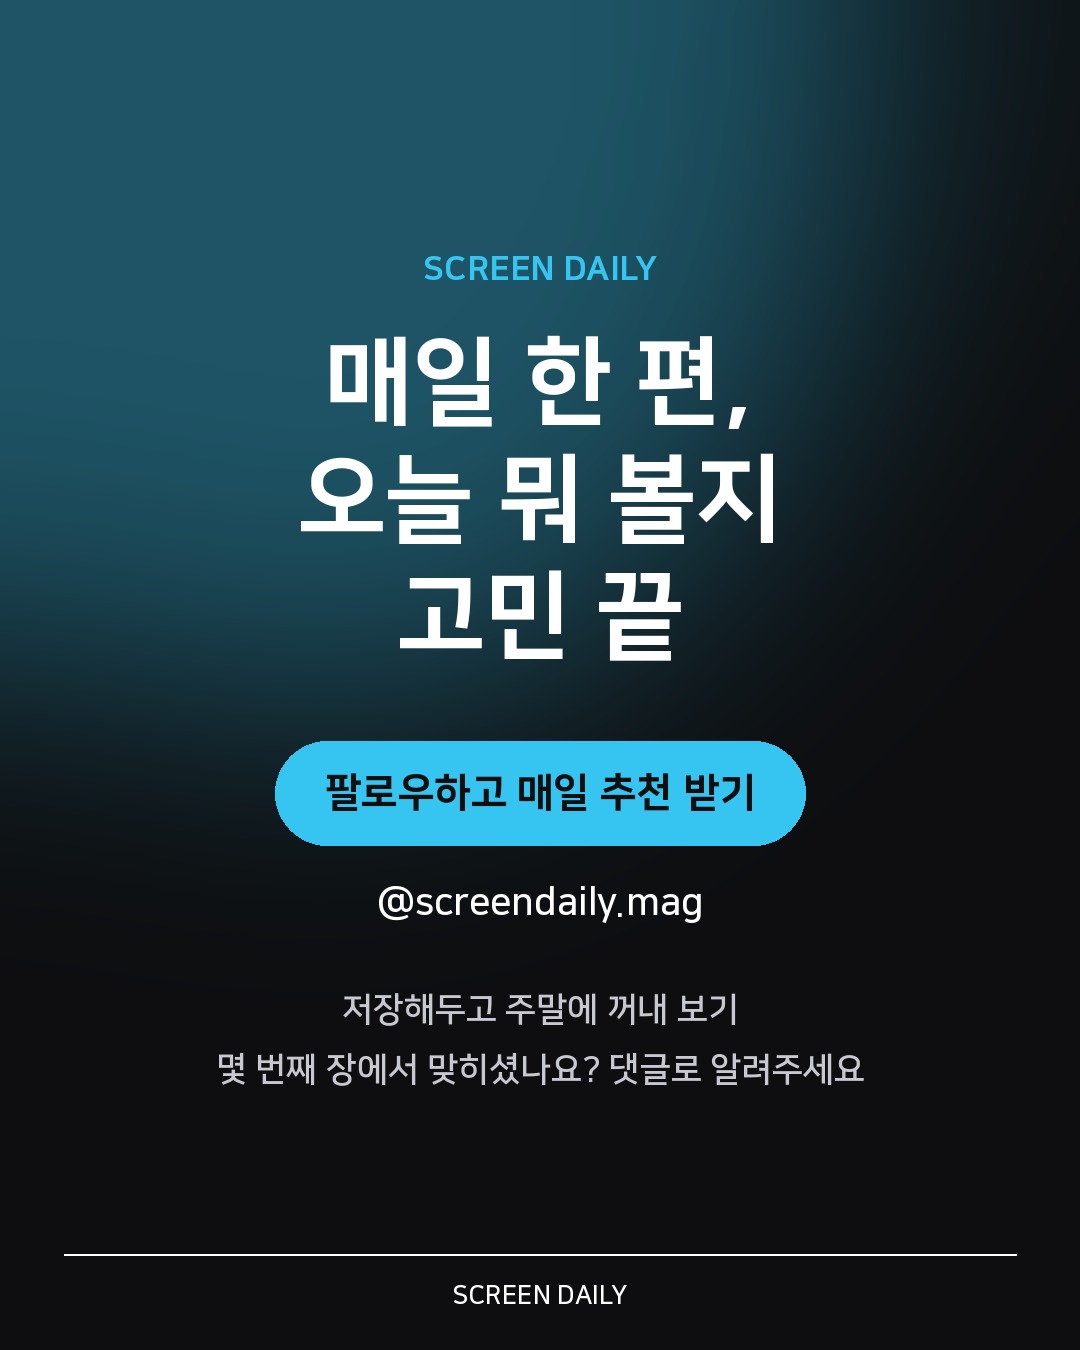 SCREEN DAILY
매일 한 편,
오늘 뭐 볼지
고민 끝
팔로우하고 매일 추천 받기
@screendaily.mag
저장해두고 주말에 꺼내 보기
몇 번째 장에서 맞히셨나요? 댓글로 알려주세요
SCREEN DAILY